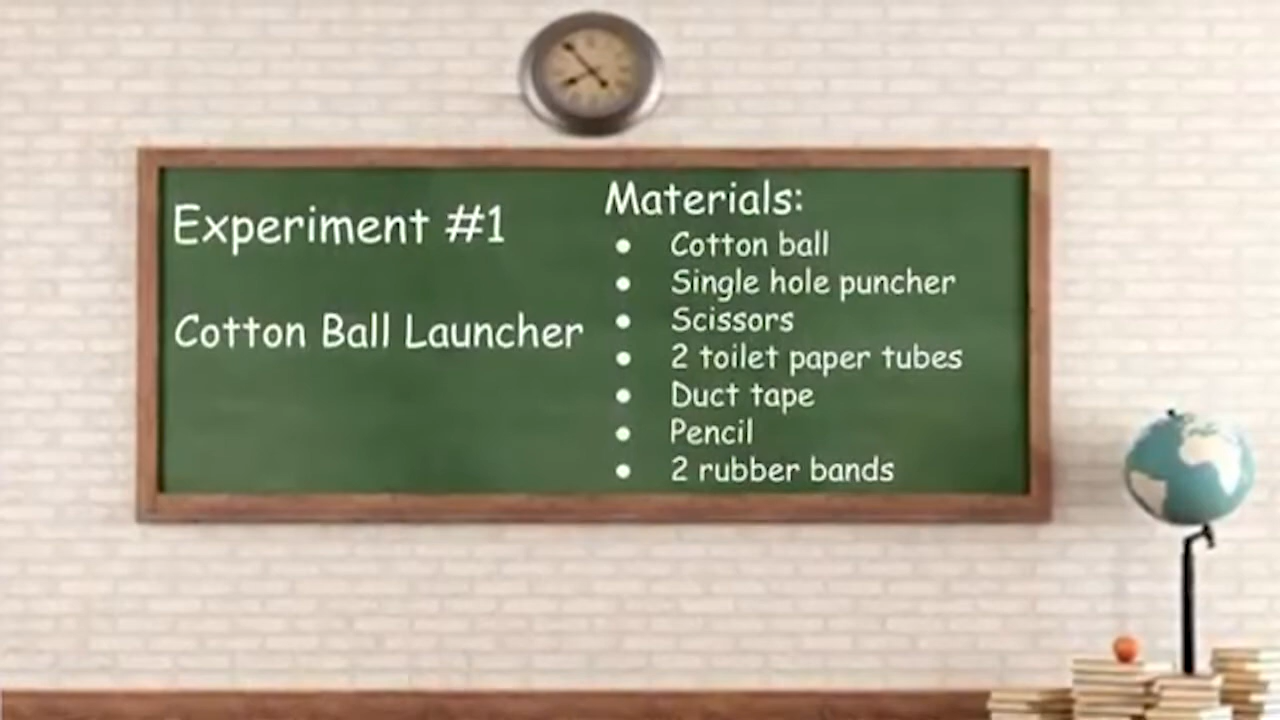 Experiment #1
Cotton Ball Launcher
Materials:
● Cotton ball
● Single hole puncher
● Scissors
● 2 toilet paper tubes
● Duct tape
● Pencil
● 2 rubber bands